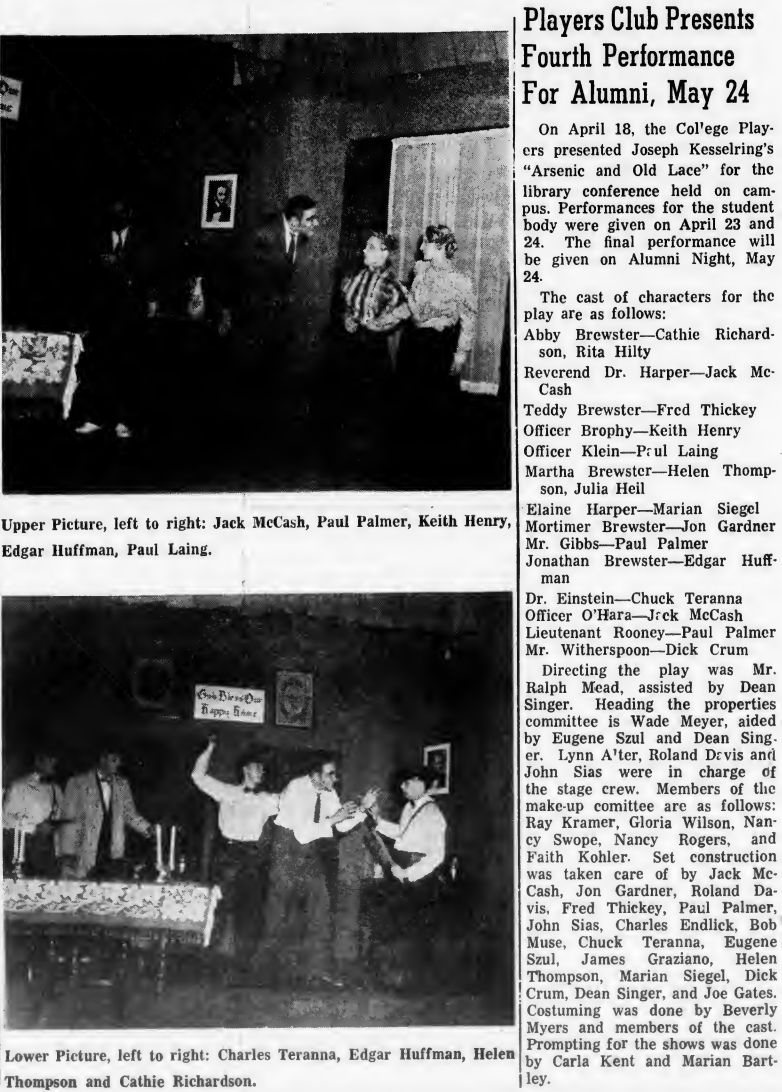 Players Club Presents
Fourth Performance
For Alumni, May 24
On April 18, the Col'ege Play-
ers presented Joseph Kesselring's
"Arsenic and Old Lace" for the
library conference held on cam-
pus. Performances for the student
body were given on April 23 and
24. The final performance will
be given on Alumni Night, May
24.
The cast of characters for the
play are as follows:
Abby Brewster—Cathie Richard-
son, Rita Hilty
Reverend Dr. Harper—Jack Mc-
Cash
Teddy Brewster—Fred Thickey
Officer Brophy—Keith Henry
Officer Klein—Paul Laing
Martha Brewster—Helen Thomp-
son, Julia Heil
Elaine Harper—Marian Siegel
Mortimer Brewster—Jon Gardner
Mr. Gibbs—Paul Palmer
Jonathan Brewster—Edgar Huff-
man
Dr. Einstein—Chuck Teranna
Officer O'Hara—Jack McCash
Lieutenant Rooney—Paul Palmer
Mr. Witherspoon—Dick Crum
Directing the play was Mr.
Ralph Mead, assisted by Dean
Singer. Heading the properties
committee is Wade Meyer, aided
by Eugene Szul and Dean Sing-
er. Lynn A'ter, Roland Davis and
John Sias were in charge of
the stage crew. Members of the
make-up comittee are as follows:
Ray Kramer, Gloria Wilson, Nan-
cy Swope, Nancy Rogers, and
Faith Kohler. Set construction
was taken care of by Jack Mc-
Cash, Jon Gardner, Roland Da-
vis, Fred Thickey, Paul Palmer,
John Sias, Charles Endlick, Bob
Muse, Chuck Teranna, Eugene
Szul, James Graziano, Helen
Thompson, Marian Siegel, Dick
Crum, Dean Singer, and Joe Gates.
Costuming was done by Beverly
Myers and members of the cast.
Prompting for the shows was done
by Carla Kent and Marian Bart-
ley.
Our
Upper Picture, left to right: Jack McCash, Paul Palmer, Keith Henry,
Edgar Huffman, Paul Laing.
God Bless Our
Happy Home
Lower Picture, left to right: Charles Teranna, Edgar Huffman, Helen
Thompson and Cathie Richardson.